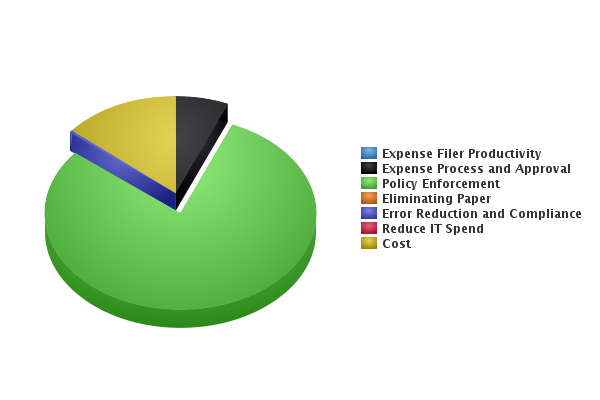 Expense Filer Productivity
Expense Process and Approval
Policy Enforcement
Eliminating Paper
Error Reduction and Compliance
Reduce IT Spend
Cost